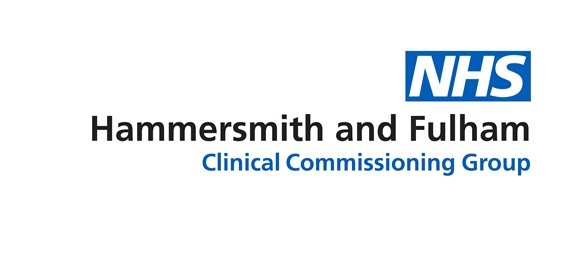 NHS
Hammersmith and Fulham
Clinical Commissioning Group